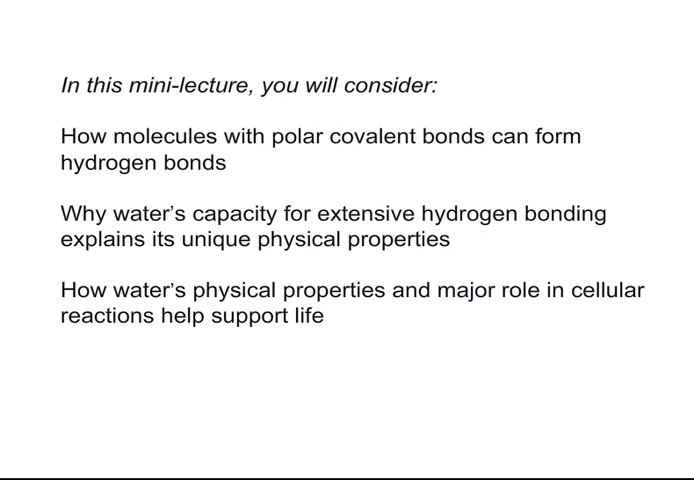 In this mini-lecture, you will consider:
How molecules with polar covalent bonds can form
hydrogen bonds
Why water’s capacity for extensive hydrogen bonding
explains its unique physical properties
How water’s physical properties and major role in cellular
reactions help support life